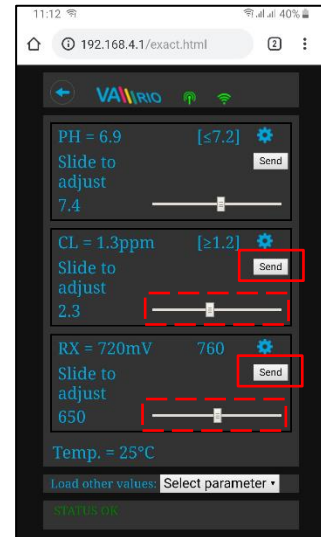 11:12 40%
192.168.4.1/exact.html 2
VALLIRIO
PH = 6.9 [≤7.2]
Slide to Send
adjust
7.4
CL = 1.3ppm [≥1.2]
Slide to Send
adjust
2.3
RX = 720mV 760
Slide to Send
adjust
650
Temp. = 25°C
Load other values: Select parameter
STATUS OK